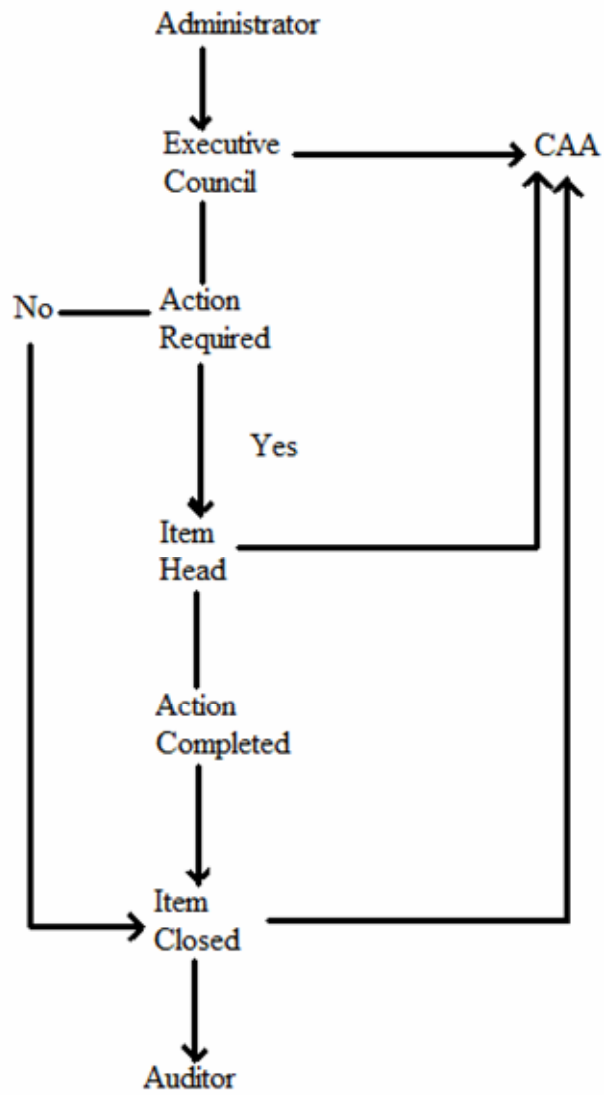 Administrator
Executive
Council
CAA
No
Action
Required
Yes
Item
Head
Action
Completed
Item
Closed
Auditor